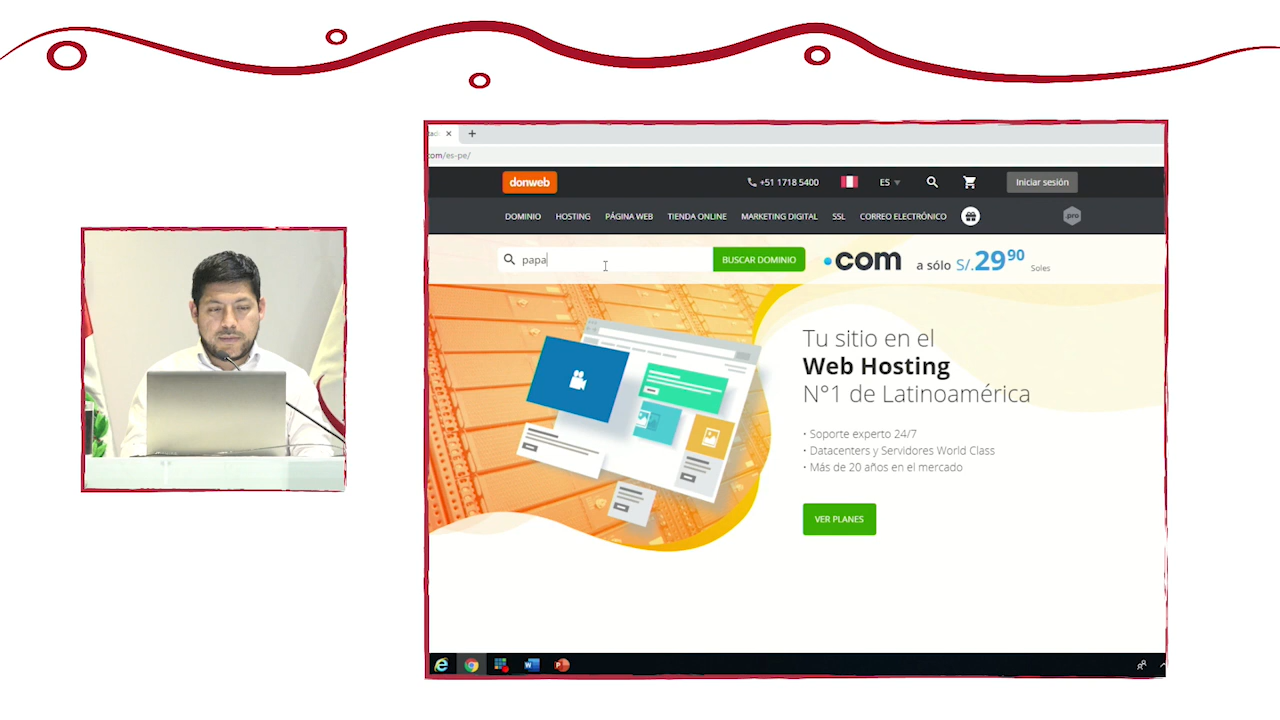 com/es-pe/
donweb
+51 1718 5400
ES
Iniciar sesión
DOMINIO HOSTING PÁGINA WEB TIENDA ONLINE MARKETING DIGITAL SSL CORREO ELECTRÓNICO
.pro
papa
BUSCAR DOMINIO
.com a sólo S/.29 90 Soles
Tu sitio en el
Web Hosting
N°1 de Latinoamérica
• Soporte experto 24/7
• Datacenters y Servidores World Class
• Más de 20 años en el mercado
VER PLANES